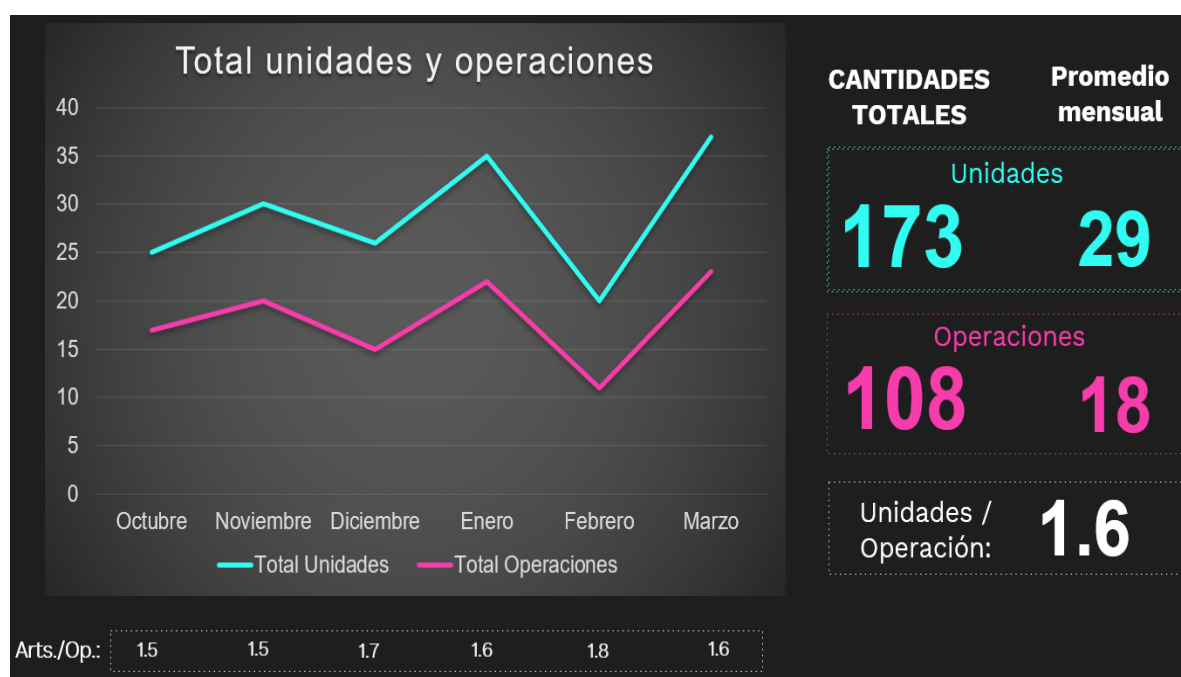 Total unidades y operaciones
40
35
30
25
20
15
10
5
0
Octubre Noviembre Diciembre Enero Febrero Marzo
Total Unidades Total Operaciones
Arts./Op.: 1.5 1.5 1.7 1.6 1.8 1.6
CANTIDADES
TOTALES
Promedio
mensual
Unidades
173 29
Operaciones
108 18
Unidades /
Operación:
1.6